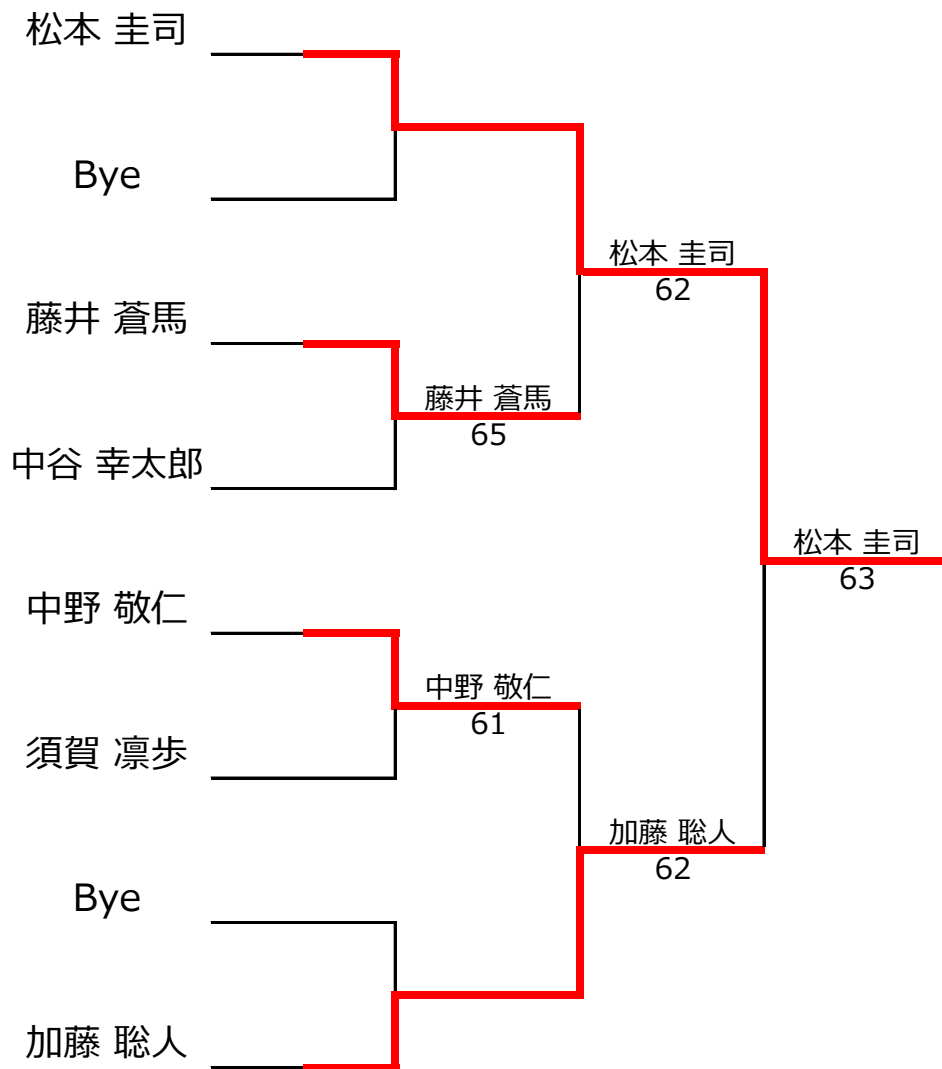 松本 圭司
Bye
藤井 蒼馬
中谷 幸太郎
中野 敬仁
須賀 凛歩
Bye
加藤 聡人
藤井 蒼馬
65
中野 敬仁
61
松本 圭司
62
加藤 聡人
62
松本 圭司
63